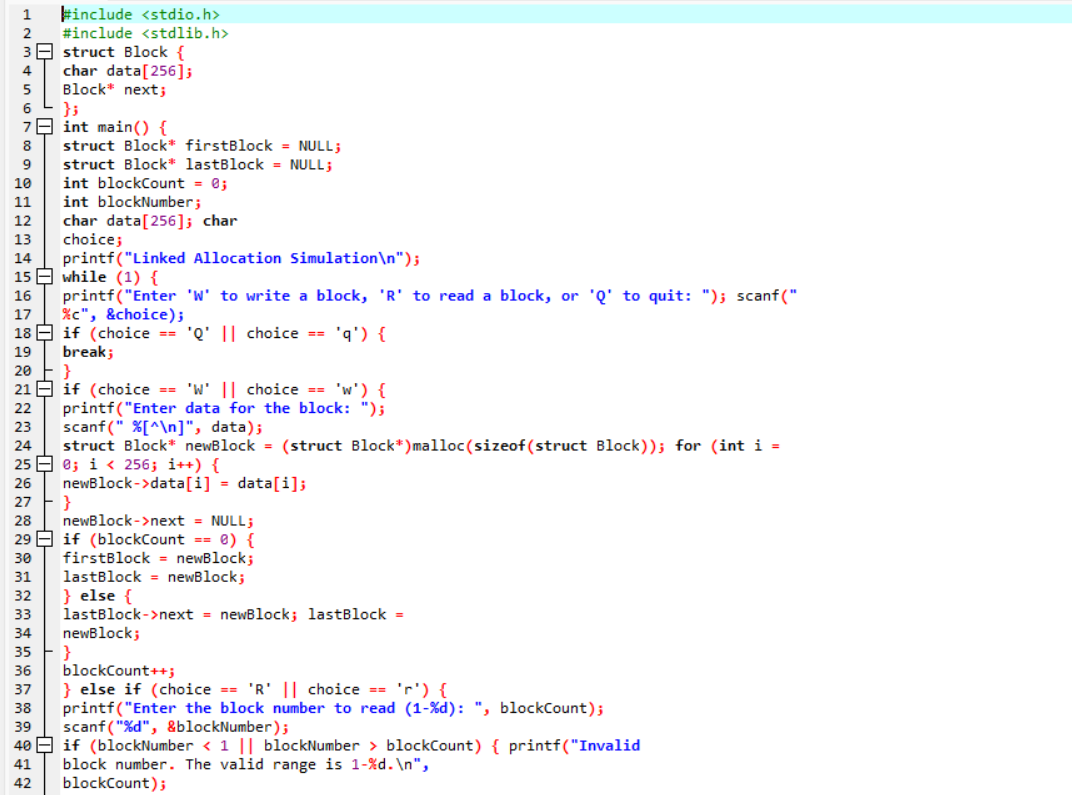 1 #include <stdio.h>
2 #include <stdlib.h>
3 struct Block {
4 char data[256];
5 Block* next;
6 };
7 int main() {
8 struct Block* firstBlock = NULL;
9 struct Block* lastBlock = NULL;
10 int blockCount = 0;
11 int blockNumber;
12 char data[256]; char
13 choice;
14 printf("Linked Allocation Simulation\n");
15 while (1) {
16 printf("Enter 'W' to write a block, 'R' to read a block, or 'Q' to quit: "); scanf("
17 %c", &choice);
18 if (choice == 'Q' || choice == 'q') {
19 break;
20 }
21 if (choice == 'W' || choice == 'w') {
22 printf("Enter data for the block: ");
23 scanf(" %[^\n]", data);
24 struct Block* newBlock = (struct Block*)malloc(sizeof(struct Block)); for (int i =
25 0; i < 256; i++) {
26 newBlock->data[i] = data[i];
27 }
28 newBlock->next = NULL;
29 if (blockCount == 0) {
30 firstBlock = newBlock;
31 lastBlock = newBlock;
32 } else {
33 lastBlock->next = newBlock; lastBlock =
34 newBlock;
35 }
36 blockCount++;
37 } else if (choice == 'R' || choice == 'r') {
38 printf("Enter the block number to read (1-%d): ", blockCount);
39 scanf("%d", &blockNumber);
40 if (blockNumber < 1 || blockNumber > blockCount) { printf("Invalid
41 block number. The valid range is 1-%d.\n",
42 blockCount);